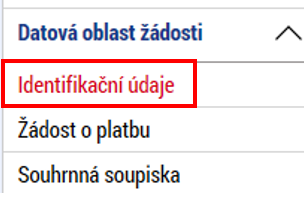 Datová oblast žádosti
Identifikační údaje
Žádost o platbu
Souhrnná soupiska